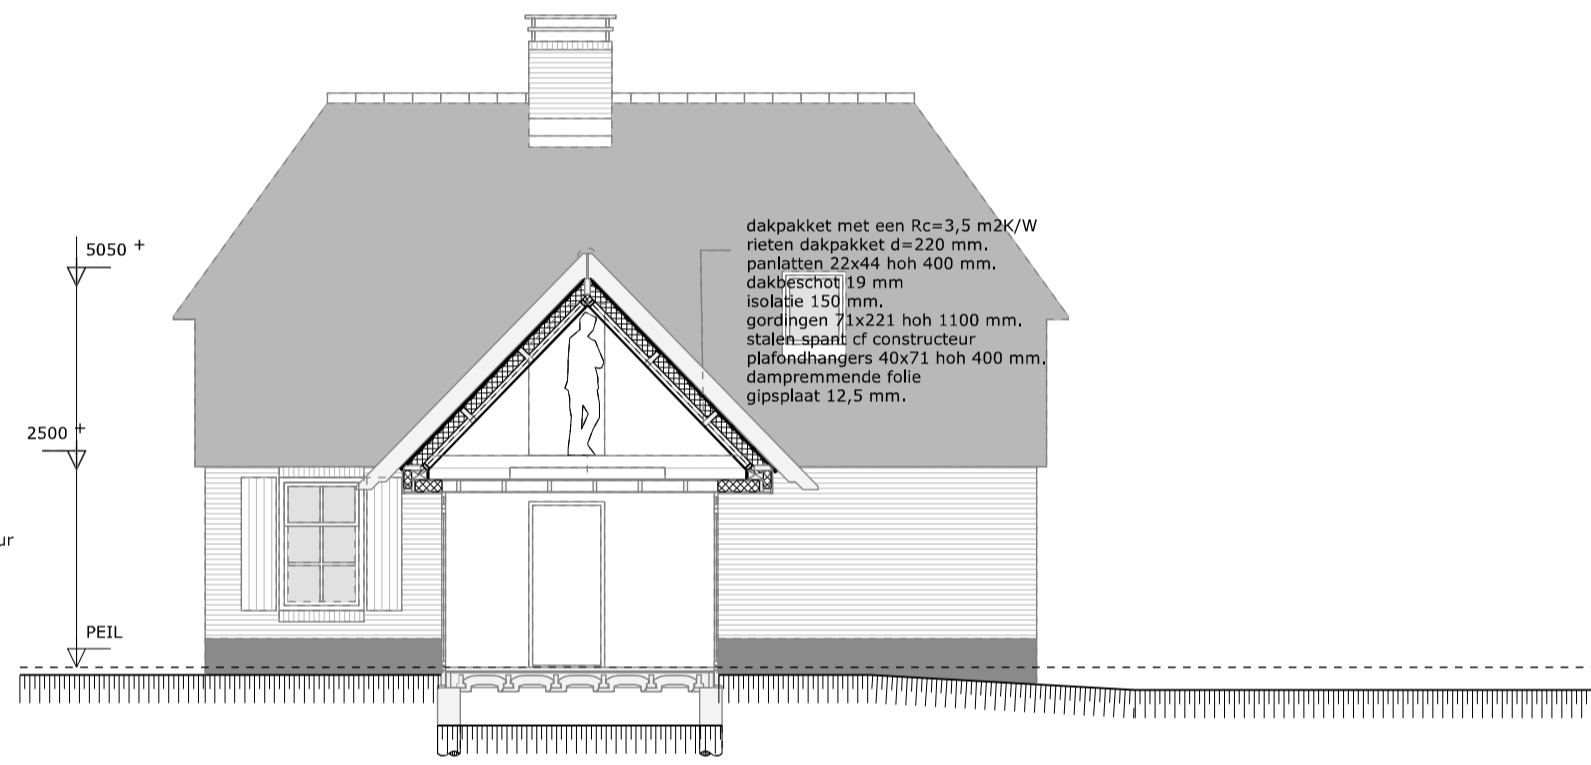 dakpakket met een Rc=3,5 m2K/W
rieten dakpakket d=220 mm.
panlatten 22x44 hoh 400 mm.
dakbeschot 19 mm
isolatie 150 mm.
gordingen 71x221 hoh 1100 mm.
stalen spant cf constructeur
plafondhangers 40x71 hoh 400 mm.
dampremmende folie
gipsplaat 12,5 mm.
5050 +
2500 +
ur
PEIL